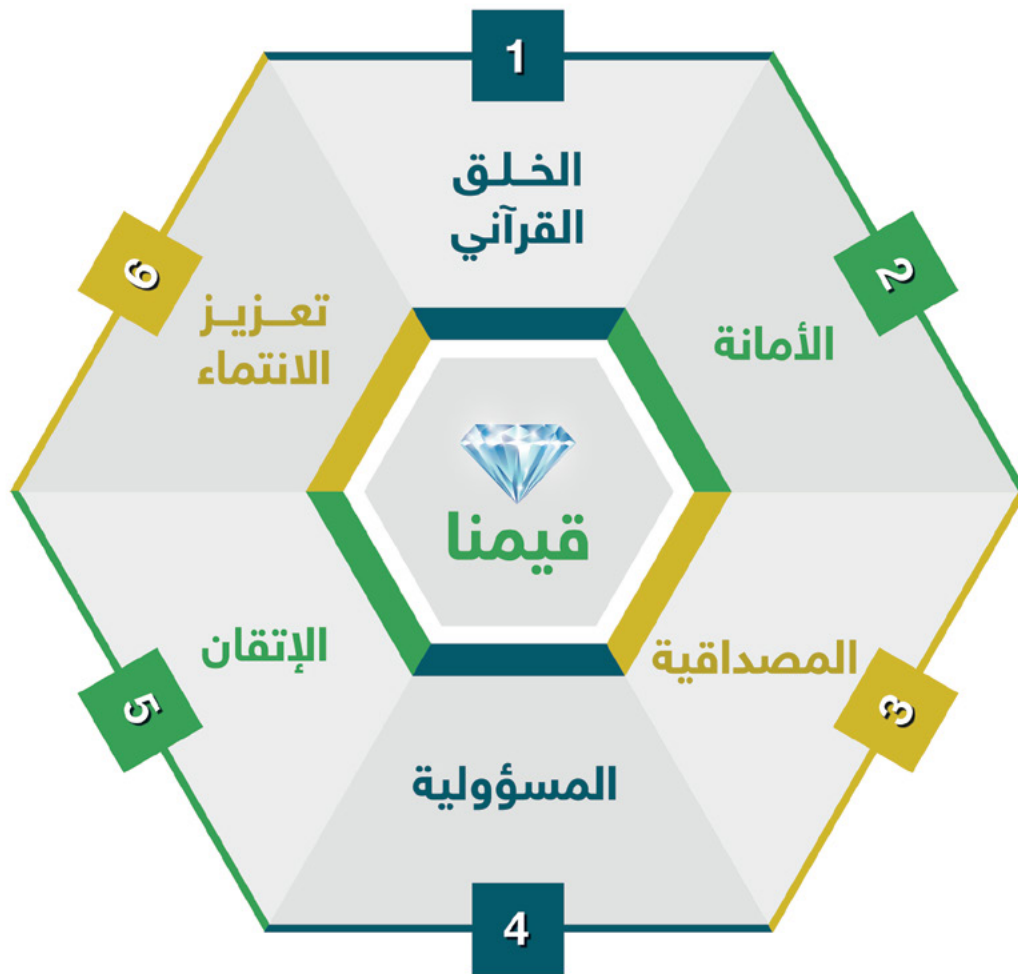 1
الخلق
القرآني
2
الأمانة
3
المصداقية
4
المسؤولية
5
الإتقان
6
تعزيز
الانتماء
قيمنا